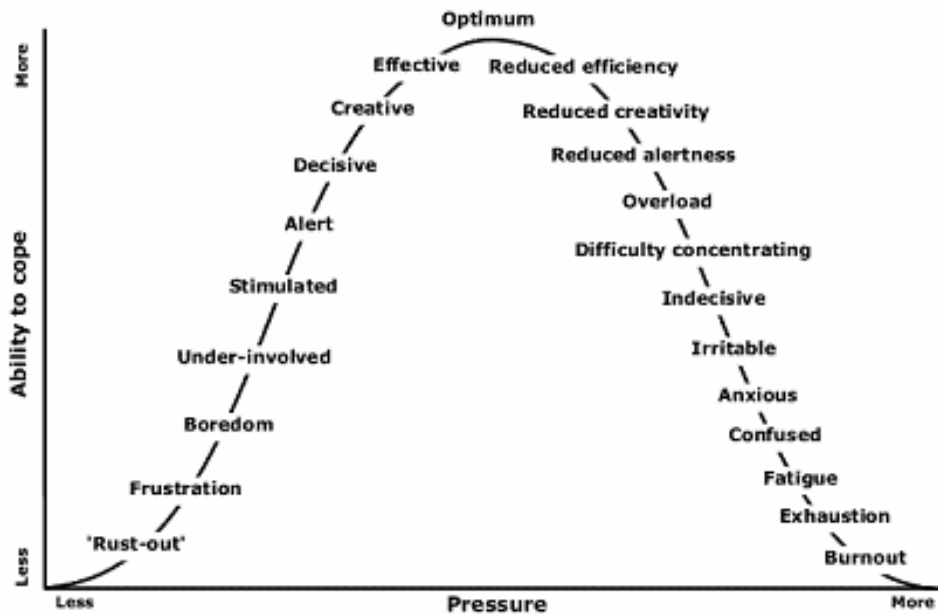 Optimum
More
Effective
Reduced efficiency
Creative
Reduced creativity
Decisive
Reduced alertness
Overload
Alert
Difficulty concentrating
Stimulated
Indecisive
Ability to cope
Under-involved
Irritable
Anxious
Boredom
Confused
Frustration
Fatigue
Exhaustion
'Rust-out'
Burnout
Less
Less
Pressure
More